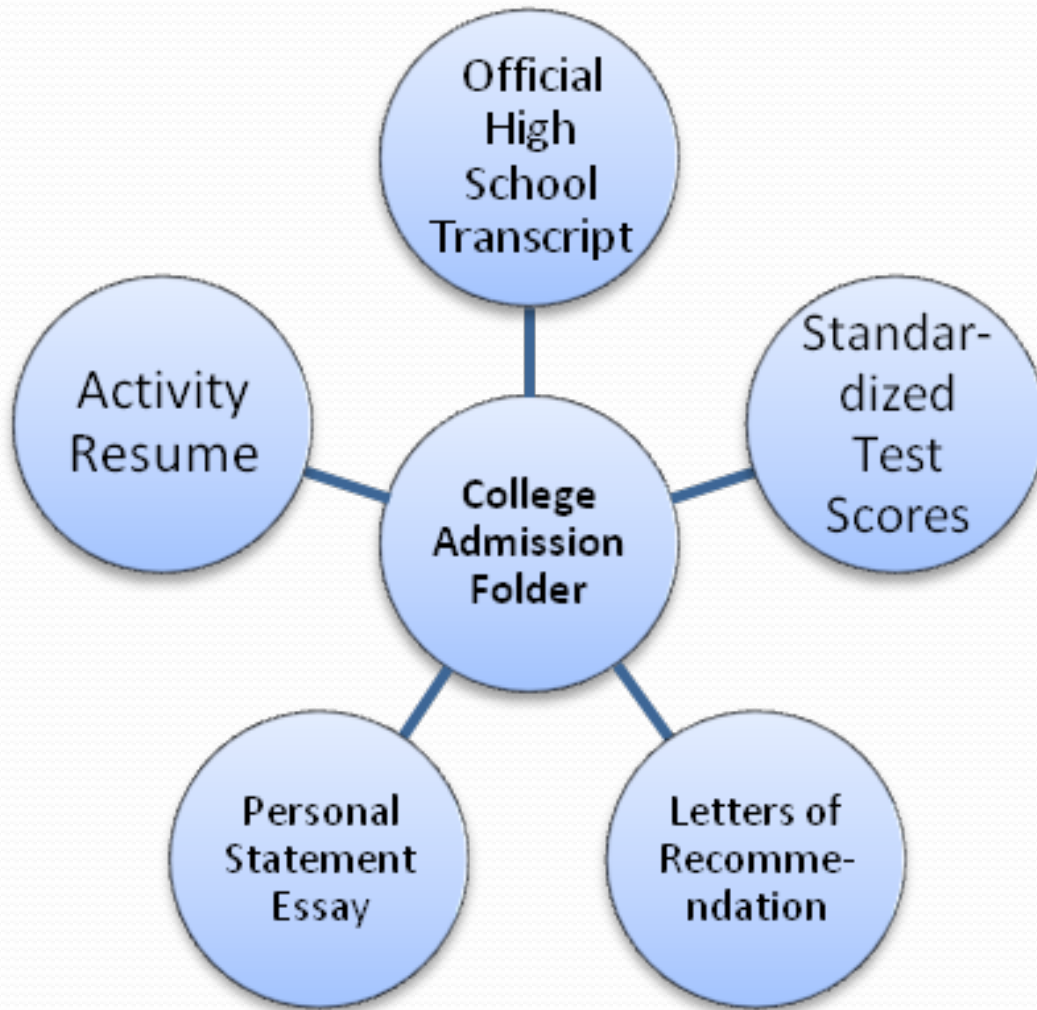 Official
High
School
Transcript
Standar-
dized
Test
Scores
Activity
Resume
College
Admission
Folder
Personal
Statement
Essay
Letters of
Recomme-
ndation